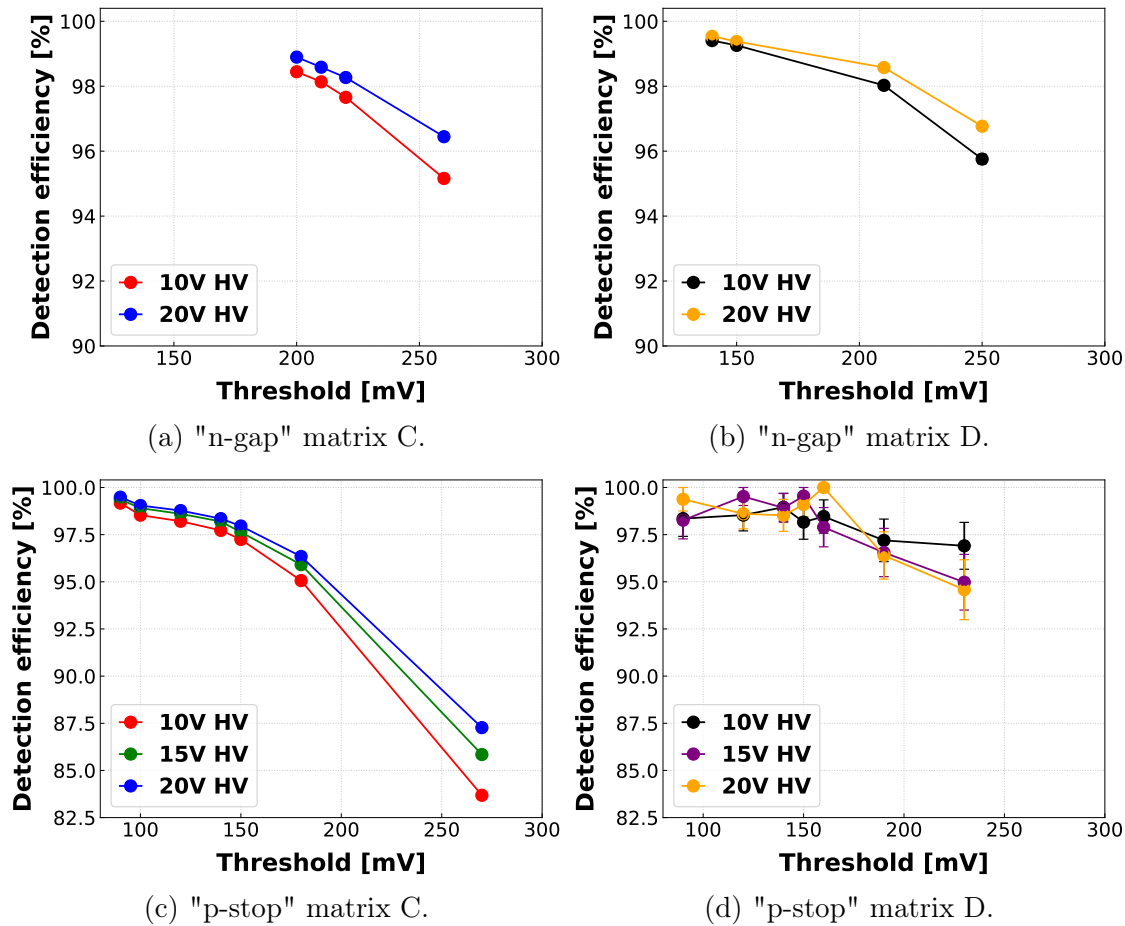 Detection efficiency [%]
100
98
96
94
92
90
10V HV
20V HV
150 200 250 300
Threshold [mV]
(a) "n-gap" matrix C.
Detection efficiency [%]
100
98
96
94
92
90
10V HV
20V HV
150 200 250 300
Threshold [mV]
(b) "n-gap" matrix D.
Detection efficiency [%]
100.0
97.5
95.0
92.5
90.0
87.5
85.0
82.5
10V HV
15V HV
20V HV
100 150 200 250 300
Threshold [mV]
(c) "p-stop" matrix C.
Detection efficiency [%]
100.0
97.5
95.0
92.5
90.0
87.5
85.0
82.5
10V HV
15V HV
20V HV
100 150 200 250 300
Threshold [mV]
(d) "p-stop" matrix D.